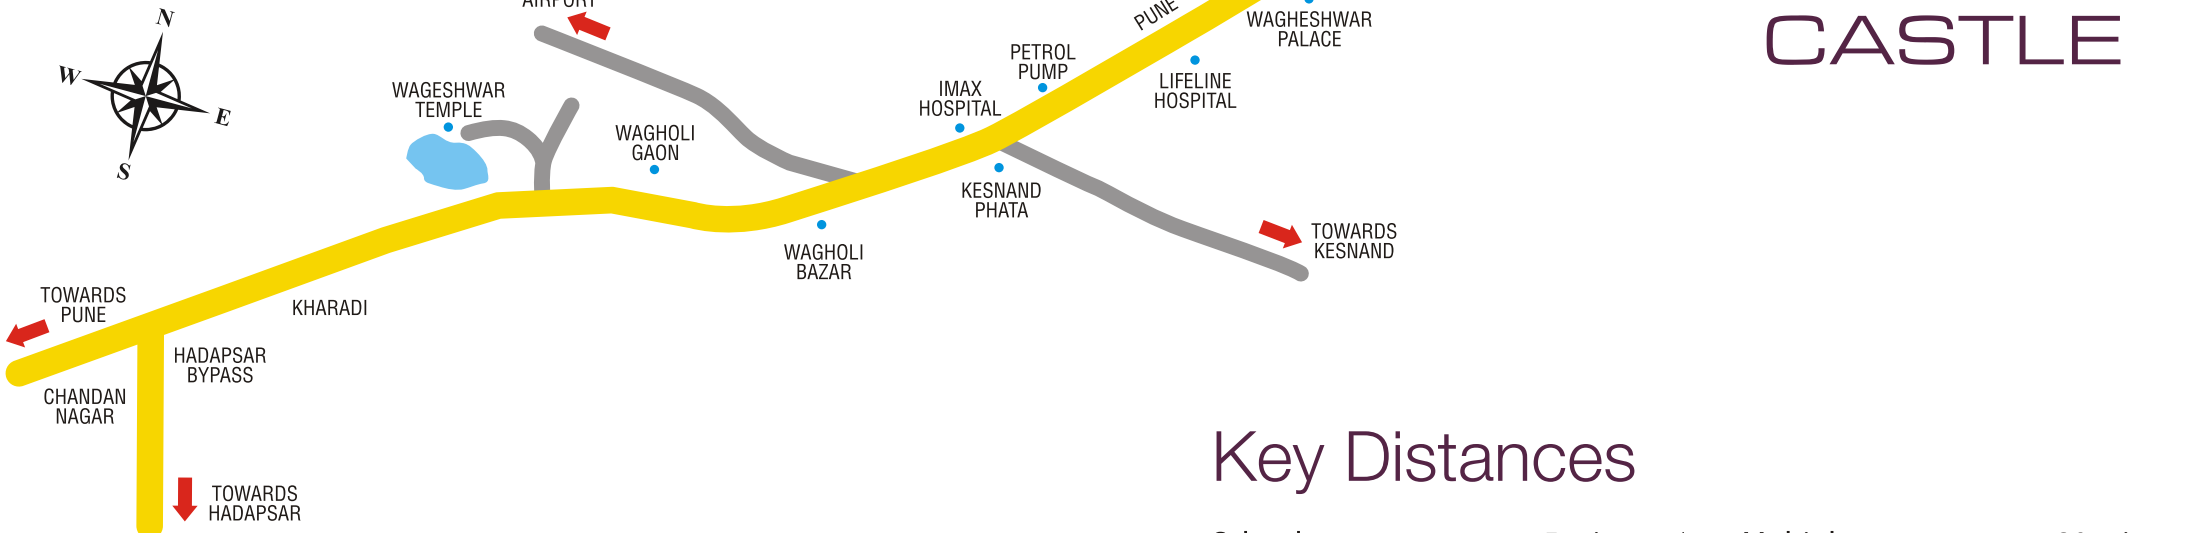 N
W
E
S
AIRPORT
WAGESHWAR
TEMPLE
WAGHOLI
GAON
IMAX
HOSPITAL
PETROL
PUMP
PUNE
WAGHESHWAR
PALACE
LIFELINE
HOSPITAL
CASTLE
KESNAND
PHATA
TOWARDS
KESNAND
WAGHOLI
BAZAR
TOWARDS
PUNE
KHARADI
HADAPSAR
BYPASS
CHANDAN
NAGAR
TOWARDS
HADAPSAR
Key Distances